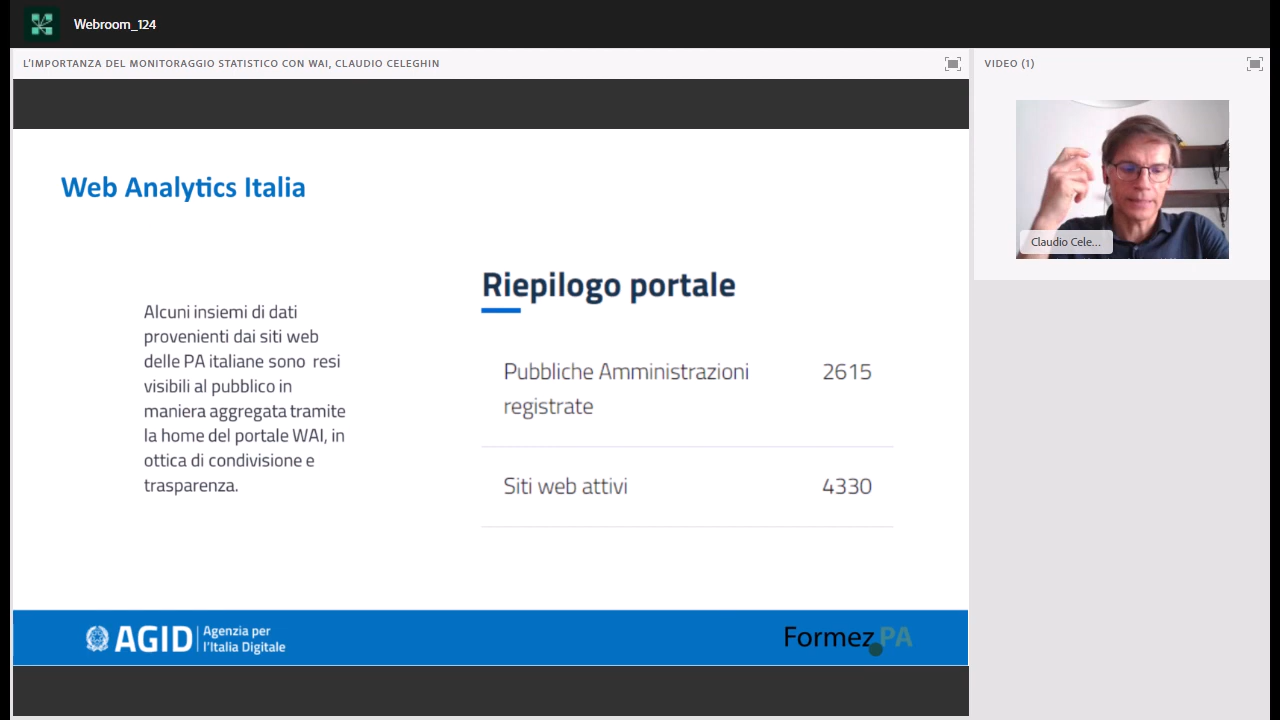 Webroom_124
L'IMPORTANZA DEL MONITORAGGIO STATISTICO CON WAI, CLAUDIO CELEGHIN
VIDEO (1)
Claudio Cele...
Web Analytics Italia
Alcuni insiemi di dati
provenienti dai siti web
delle PA italiane sono resi
visibili al pubblico in
maniera aggregata tramite
la home del portale WAI, in
ottica di condivisione e
trasparenza.
Riepilogo portale
Pubbliche Amministrazioni 2615
registrate
Siti web attivi 4330
AGID Agenzia per
l'Italia Digitale
Formez PA